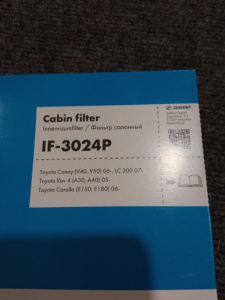 Cabin filter
Innenraumfilter / Фильтр салонный
IF-3024P
Toyota Camry (V40, V50) 06-, LC 200 07-
Toyota Rav 4 (A30, A40) 05-
Toyota Corolla (E150, E180) 06-